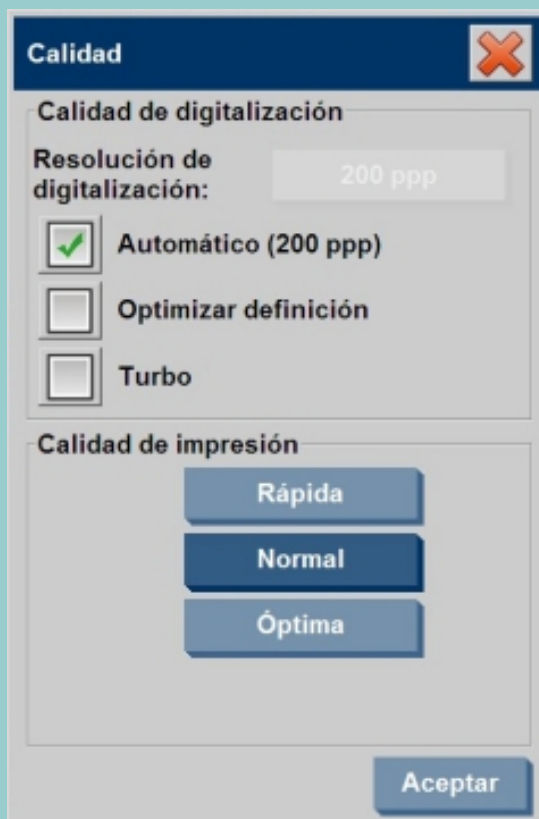 Calidad
Calidad de digitalización
Resolución de
digitalización:
200 ppp
Automático (200 ppp)
Optimizar definición
Turbo
Calidad de impresión
Rápida
Normal
Óptima
Aceptar